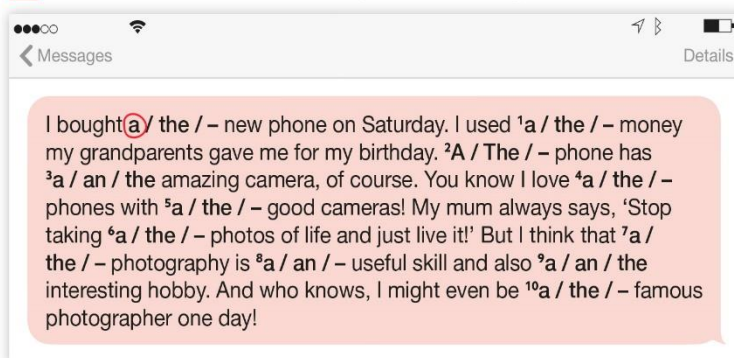 Messages
Details
I bought a / the / – new phone on Saturday. I used ¹a / the / – money
my grandparents gave me for my birthday. ²A / The / – phone has
³a / an / the amazing camera, of course. You know I love ⁴a / the / –
phones with ⁵a / the / – good cameras! My mum always says, ‘Stop
taking ⁶a / the / – photos of life and just live it!’ But I think that ⁷a /
the / – photography is ⁸a / an / – useful skill and also ⁹a / an / the
interesting hobby. And who knows, I might even be ¹⁰a / the / – famous
photographer one day!